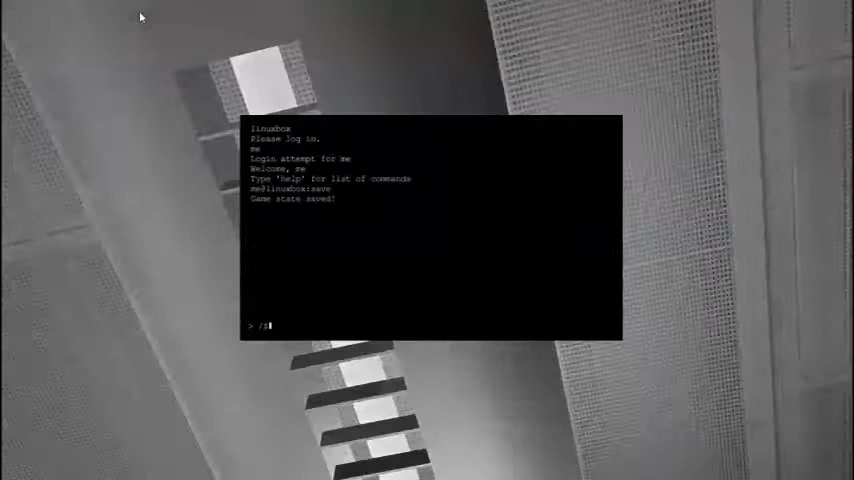 linuxbox
Please log in.
me
Login attempt for me
Welcome, me
Type 'help' for list of commands
me@linuxbox:save
Game state saved!
> /$